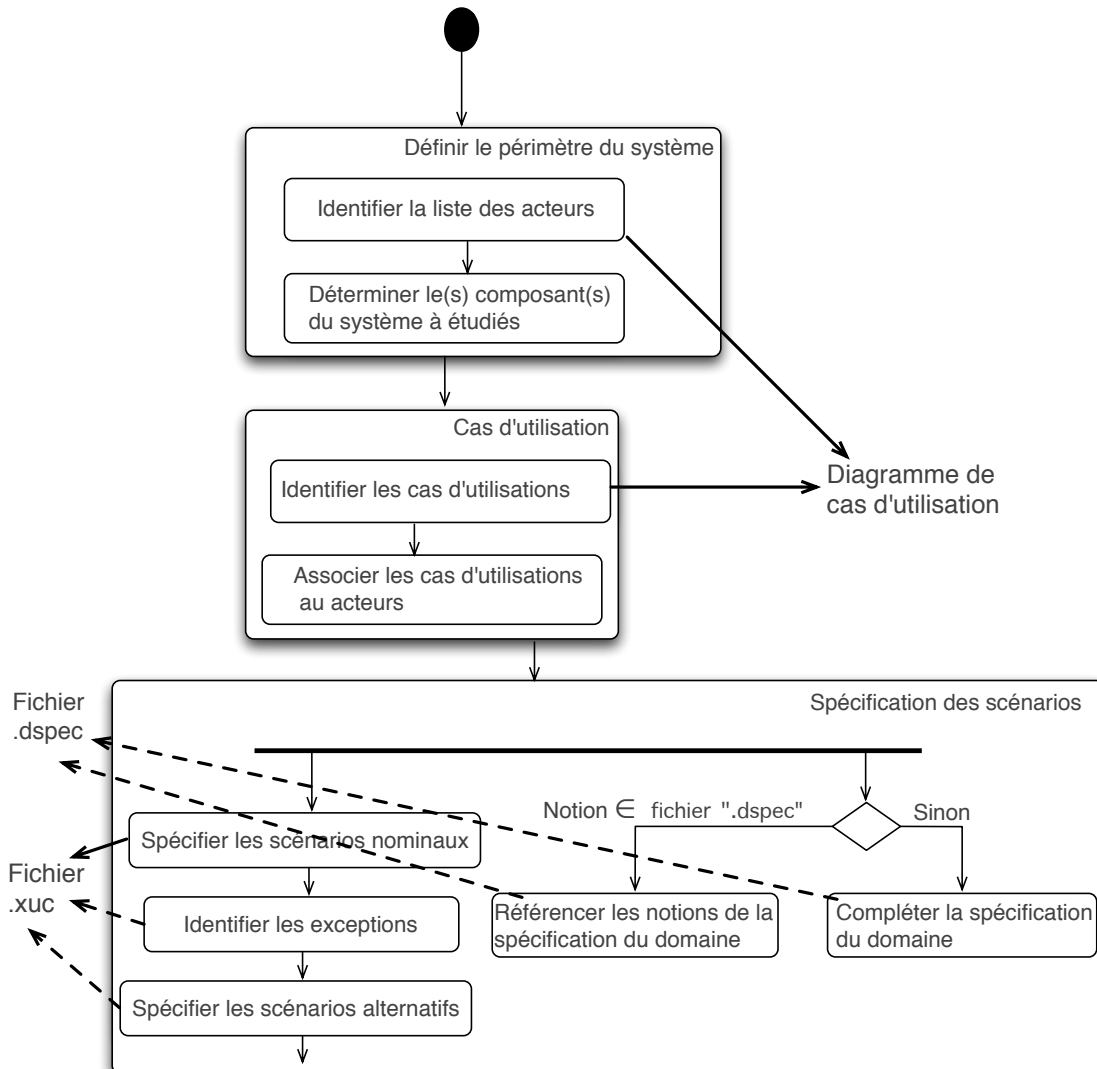 Définir le périmètre du système
Identifier la liste des acteurs
Déterminer le(s) composant(s)
du système à étudiés
Cas d'utilisation
Identifier les cas d'utilisations
Diagramme de
cas d'utilisation
Associer les cas d'utilisations
au acteurs
Spécification des scénarios
Fichier
.dspec
Notion ∈ fichier ".dspec"
Sinon
Spécifier les scénarios nominaux
Fichier
.xuc
Identifier les exceptions
Référencer les notions de la
spécification du domaine
Compléter la spécification
du domaine
Spécifier les scénarios alternatifs